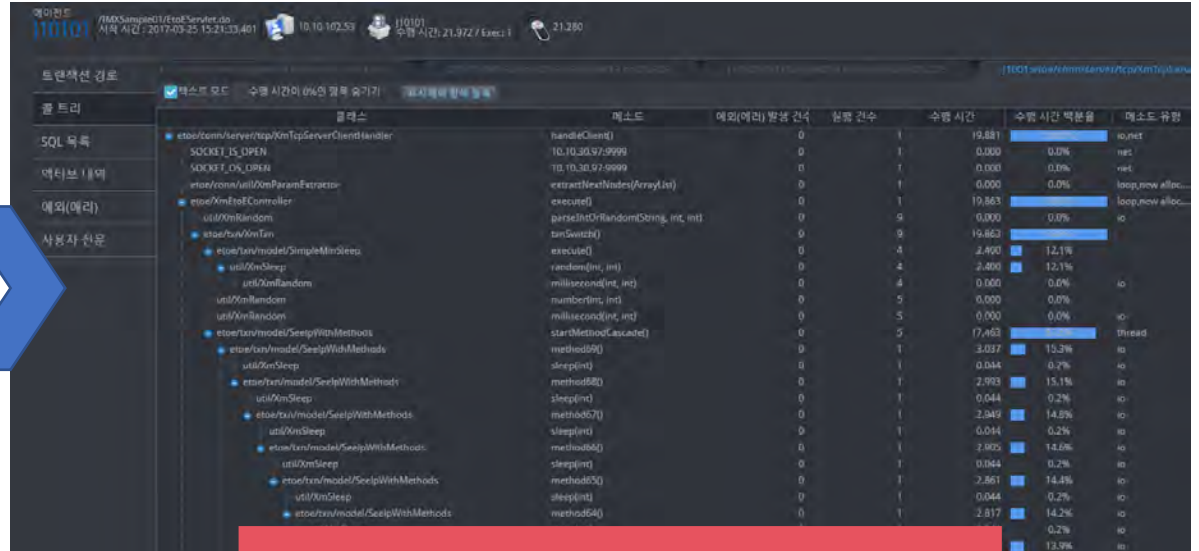 에이전트
/IMXSample01/EtoEServlet.do
시작 시간 : 2017-03-25 15:21:33.401
10.10.102.53
수행 시간: 21.972 / Exec: 1
21.280
트랜잭션 경로
콜 트리
SQL 목록
액티브 내역
예외(에러)
사용자 전문
텍스트 모드 수행 시간이 0%인 항목 숨기기
클래스 메소드 예외(에러) 발생 건수 실행 건수 수행 시간 수행 시간 백분율 메소드 유형
etoe/conn/server/tcp/XmTcpServerClientHandler handleClient() 0 1 19.881 io,net
SOCKET_IS_OPEN 10.10.30.97:9999 0 1 0.000 0.0% net
SOCKET_OS_OPEN 10.10.30.97:9999 0 1 0.000 0.0% net
etoe/conn/util/XmParamExtractor extractNextNodes(ArrayList) 0 1 0.000 0.0% loop,new alloc....
etoe/XmEtoEController execute() 0 1 19.863 loop,new alloc....
util/XmRandom parseIntOrRandom(String, int, int) 0 9 0.000 0.0% io
etoe/txn/XmTxn txnSwitch() 0 9 19.863
etoe/txn/model/SimpleMinSleep execute() 0 4 2.400 12.1%
util/XmSleep random(int, int) 0 4 2.400 12.1%
util/XmRandom millisecond(int, int) 0 4 0.000 0.0% io
util/XmRandom number(int, int) 0 5 0.000 0.0%
util/XmRandom millisecond(int, int) 0 5 0.000 0.0% io
etoe/txn/model/SeelpWithMethods startMethodCascade() 0 5 17.463 thread
etoe/txn/model/SeelpWithMethods method69() 0 1 3.037 15.3% io
util/XmSleep sleep(int) 0 1 0.044 0.2% io
etoe/txn/model/SeelpWithMethods method68() 0 1 2.993 15.1% io
util/XmSleep sleep(int) 0 1 0.044 0.2% io
etoe/txn/model/SeelpWithMethods method67() 0 1 2.949 14.8% io
util/XmSleep sleep(int) 0 1 0.044 0.2% io
etoe/txn/model/SeelpWithMethods method66() 0 1 2.905 14.6% io
util/XmSleep sleep(int) 0 1 0.044 0.2% io
etoe/txn/model/SeelpWithMethods method65() 0 1 2.861 14.4% io
util/XmSleep sleep(int) 0 1 0.044 0.2% io
etoe/txn/model/SeelpWithMethods method64() 0 1 2.817 14.2% io
0.2% io
13.9% io